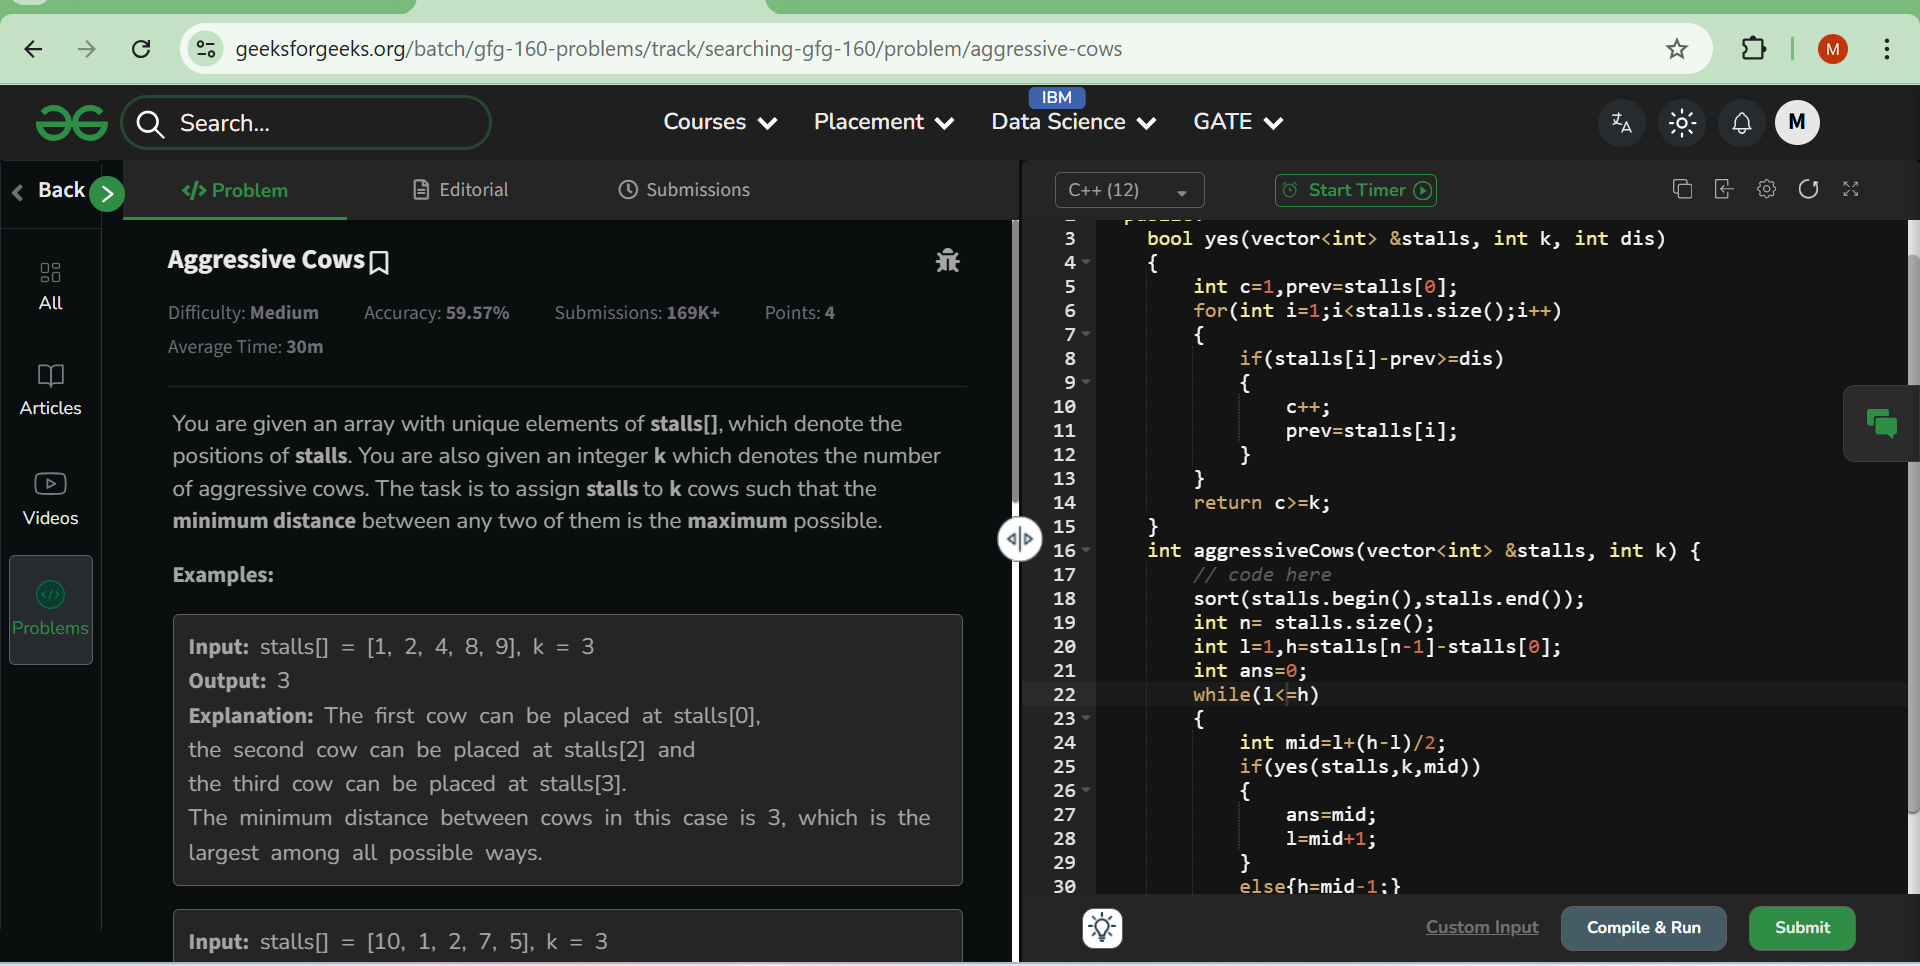 geeksforgeeks.org/batch/gfg-160-problems/track/searching-gfg-160/problem/aggressive-cows
M
Search...
Courses
Placement
IBM
Data Science
GATE
M
Back
Problem
Editorial
Submissions
C++ (12)
Start Timer
All
Articles
Videos
Problems
Aggressive Cows
Difficulty: Medium Accuracy: 59.57% Submissions: 169K+ Points: 4
Average Time: 30m
You are given an array with unique elements of stalls[], which denote the
positions of stalls. You are also given an integer k which denotes the number
of aggressive cows. The task is to assign stalls to k cows such that the
minimum distance between any two of them is the maximum possible.
Examples:
Input: stalls[] = [1, 2, 4, 8, 9], k = 3
Output: 3
Explanation: The first cow can be placed at stalls[0],
the second cow can be placed at stalls[2] and
the third cow can be placed at stalls[3].
The minimum distance between cows in this case is 3, which is the
largest among all possible ways.
Input: stalls[] = [10, 1, 2, 7, 5], k = 3
3 bool yes(vector<int> &stalls, int k, int dis)
4 {
5 int c=1,prev=stalls[0];
6 for(int i=1;i<stalls.size();i++)
7 {
8 if(stalls[i]-prev>=dis)
9 {
10 c++;
11 prev=stalls[i];
12 }
13 }
14 return c>=k;
15 }
16 int aggressiveCows(vector<int> &stalls, int k) {
17 // code here
18 sort(stalls.begin(),stalls.end());
19 int n= stalls.size();
20 int l=1,h=stalls[n-1]-stalls[0];
21 int ans=0;
22 while(l<=h)
23 {
24 int mid=l+(h-l)/2;
25 if(yes(stalls,k,mid))
26 {
27 ans=mid;
28 l=mid+1;
29 }
30 else{h=mid-1;}
Custom Input
Compile & Run
Submit